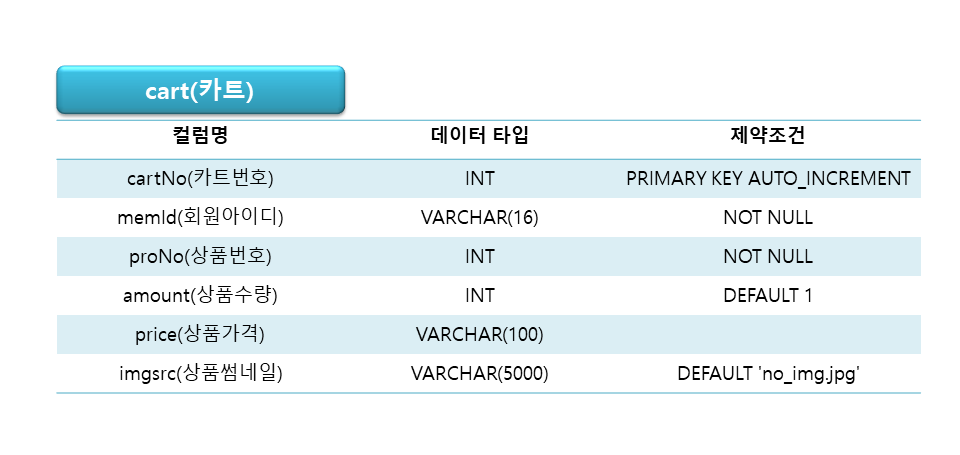 cart(카트)
컬럼명 데이터 타입 제약조건
cartNo(카트번호) INT PRIMARY KEY AUTO_INCREMENT
memId(회원아이디) VARCHAR(16) NOT NULL
proNo(상품번호) INT NOT NULL
amount(상품수량) INT DEFAULT 1
price(상품가격) VARCHAR(100)
imgsrc(상품썸네일) VARCHAR(5000) DEFAULT 'no_img.jpg'